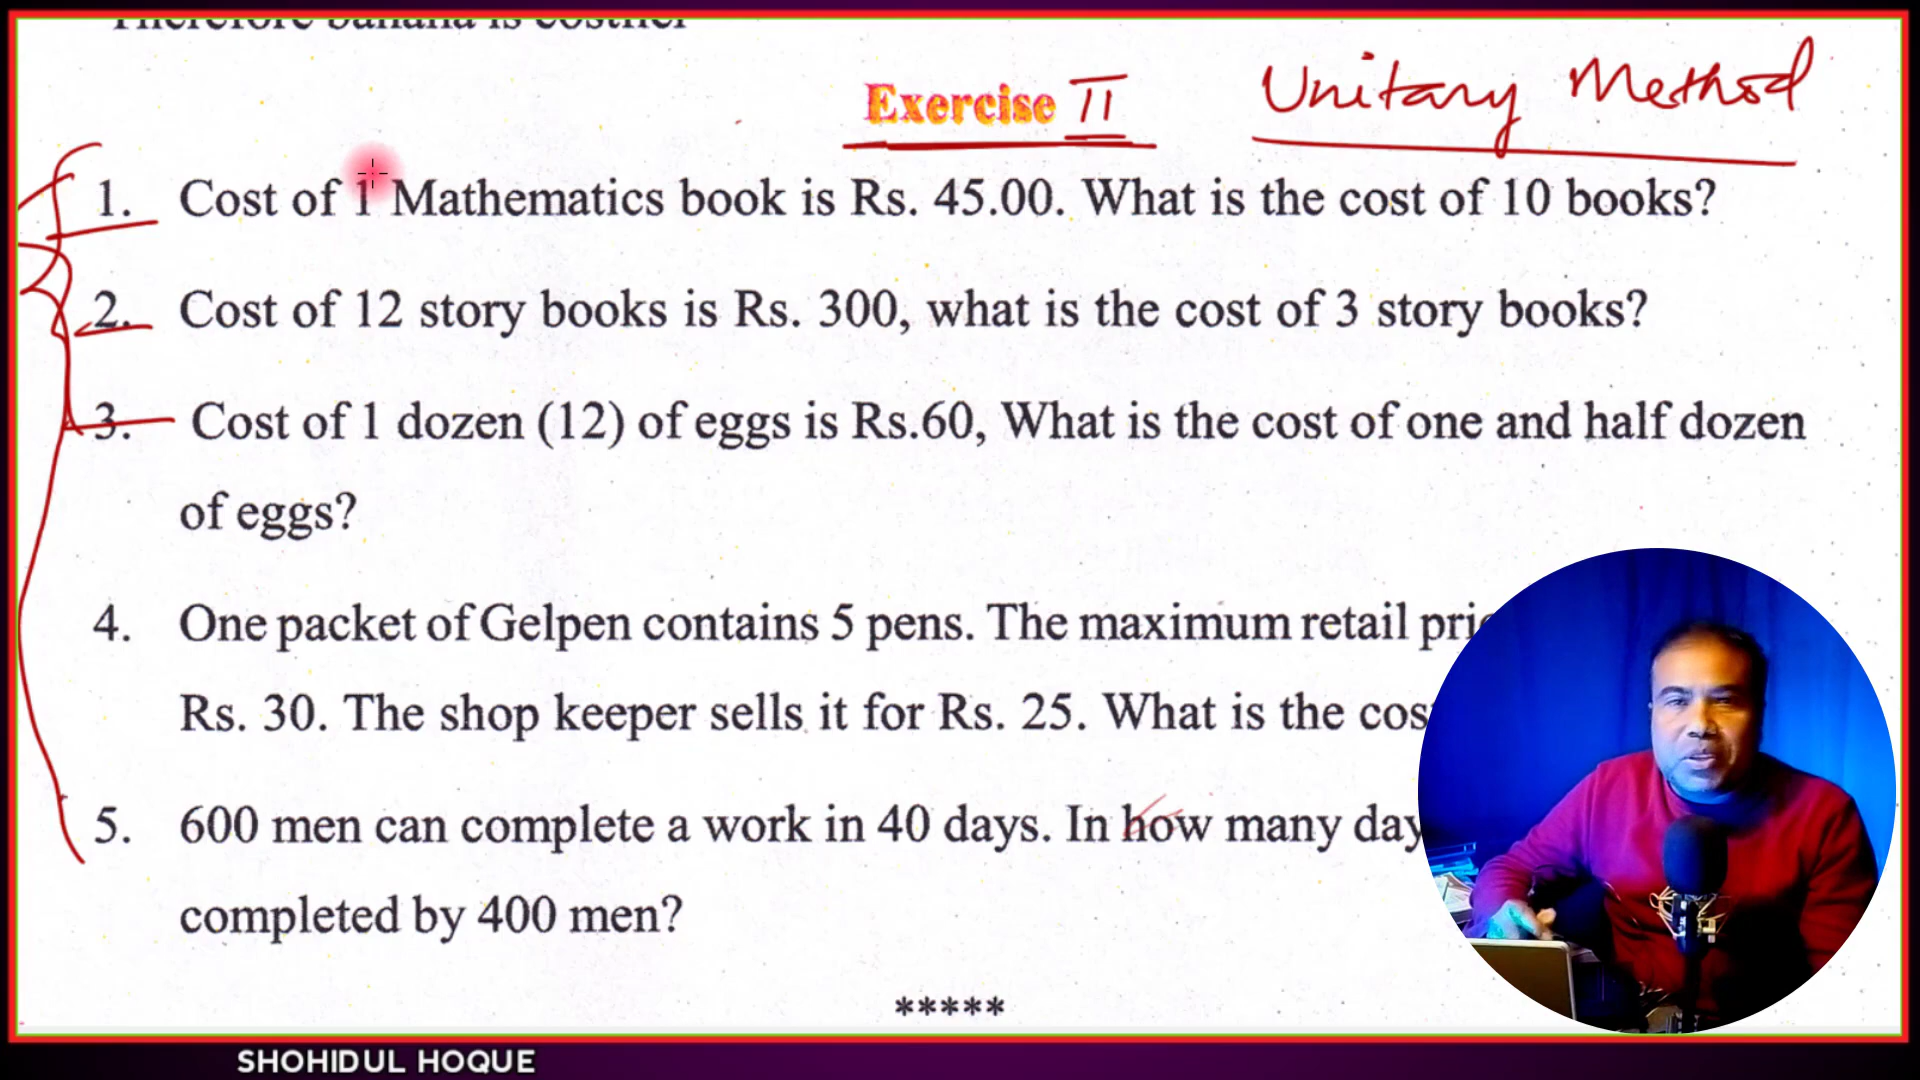 Therefore banana is costlier
Exercise II Unitary Method
1. Cost of 1 Mathematics book is Rs. 45.00. What is the cost of 10 books?
2. Cost of 12 story books is Rs. 300, what is the cost of 3 story books?
3. Cost of 1 dozen (12) of eggs is Rs.60, What is the cost of one and half dozen
of eggs?
4. One packet of Gelpen contains 5 pens. The maximum retail
Rs. 30. The shop keeper sells it for Rs. 25. What is the
5. 600 men can complete a work in 40 days. In how many
completed by 400 men?
*****
SHOHIDUL HOQUE